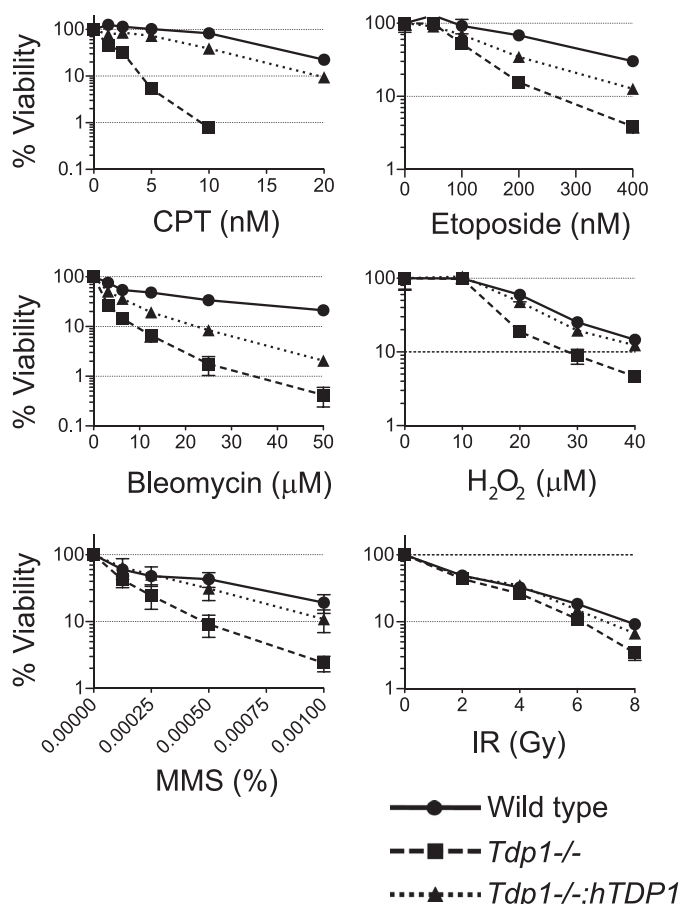 % Viability
100
10
1
0.1
0 5 10 15 20
CPT (nM)
100
10
1
0 100 200 300 400
Etoposide (nM)
% Viability
100
10
1
0.1
0 10 20 30 40 50
Bleomycin (μM)
100
10
1
0 10 20 30 40
H₂O₂ (μM)
% Viability
100
10
1
0.00000 0.00025 0.00050 0.00075 0.00100
MMS (%)
100
10
1
0 2 4 6 8
IR (Gy)
Wild type
Tdp1-/-
Tdp1-/-;hTDP1